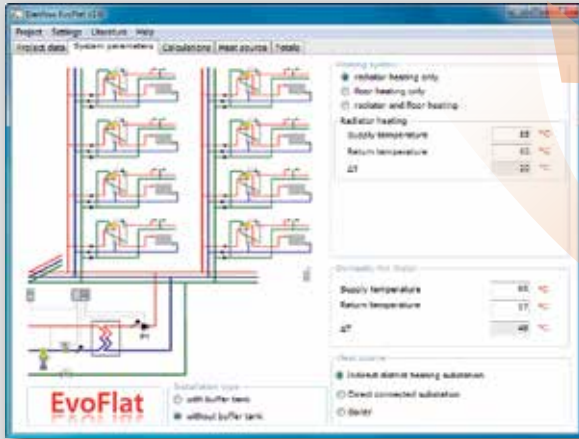 Danfoss EvoFlat
Project Settings Literature Help
Project data System parameters Calculations Heat source Totals
Heating system
radiator heating only
floor heating only
radiator and floor heating
Radiator heating
Supply temperature °C
Return temperature °C
ΔT °C
Domestic Hot Water
Supply temperature °C
Return temperature °C
ΔT °C
Heat source
Indirect district heating substation
Direct connected substation
Boiler
Installation type
with buffer tank
without buffer tank
EvoFlat